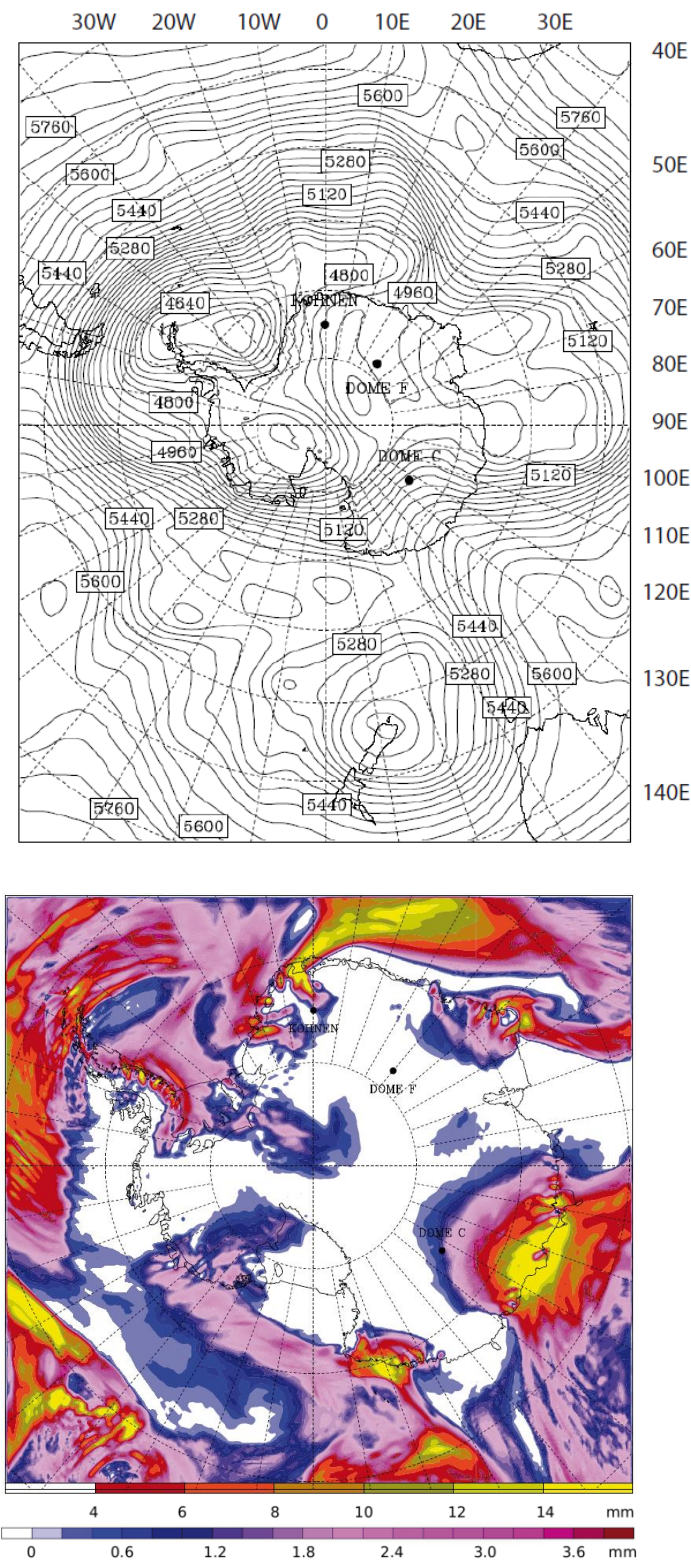 30W 20W 10W 0 10E 20E 30E
40E
5600
5760
5760
5600
5280
50E
5600
5120
5440
5440
5280
60E
5440
4800
5280
4640
4960
KOHNEN
70E
5120
DOME F
80E
4800
90E
4960
DOME C
5120
100E
5440
5280
5120
110E
5600
120E
5440
5280
5280
5600
130E
5440
5760
5440
140E
5600
KOHNEN
DOME F
DOME C
4 6 8 10 12 14 mm
0 0.6 1.2 1.8 2.4 3.0 3.6 mm